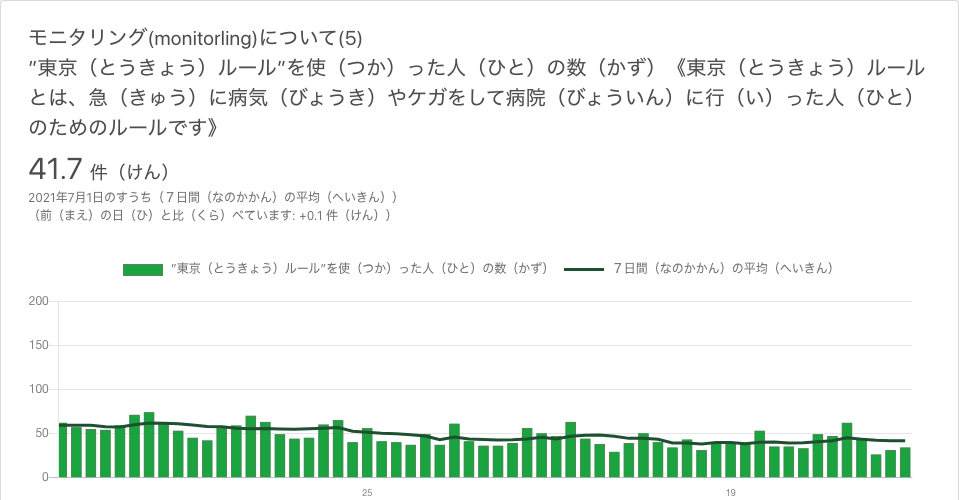 モニタリング(monitorling)について(5)
”東京（とうきょう）ルール”を使（つか）った人（ひと）の数（かず）《東京（とうきょう）ルール
とは、急（きゅう）に病気（びょうき）やケガをして病院（びょういん）に行（い）った人（ひと）
のためのルールです》
41.7 件（けん）
2021年7月1日のすうち（７日間（なのかかん）の平均（へいきん））
（前（まえ）の日（ひ）と比（くら）べています: +0.1 件（けん））
”東京（とうきょう）ルール”を使（つか）った人（ひと）の数（かず） ７日間（なのかかん）の平均（へいきん）
200
150
100
50
0
25 19